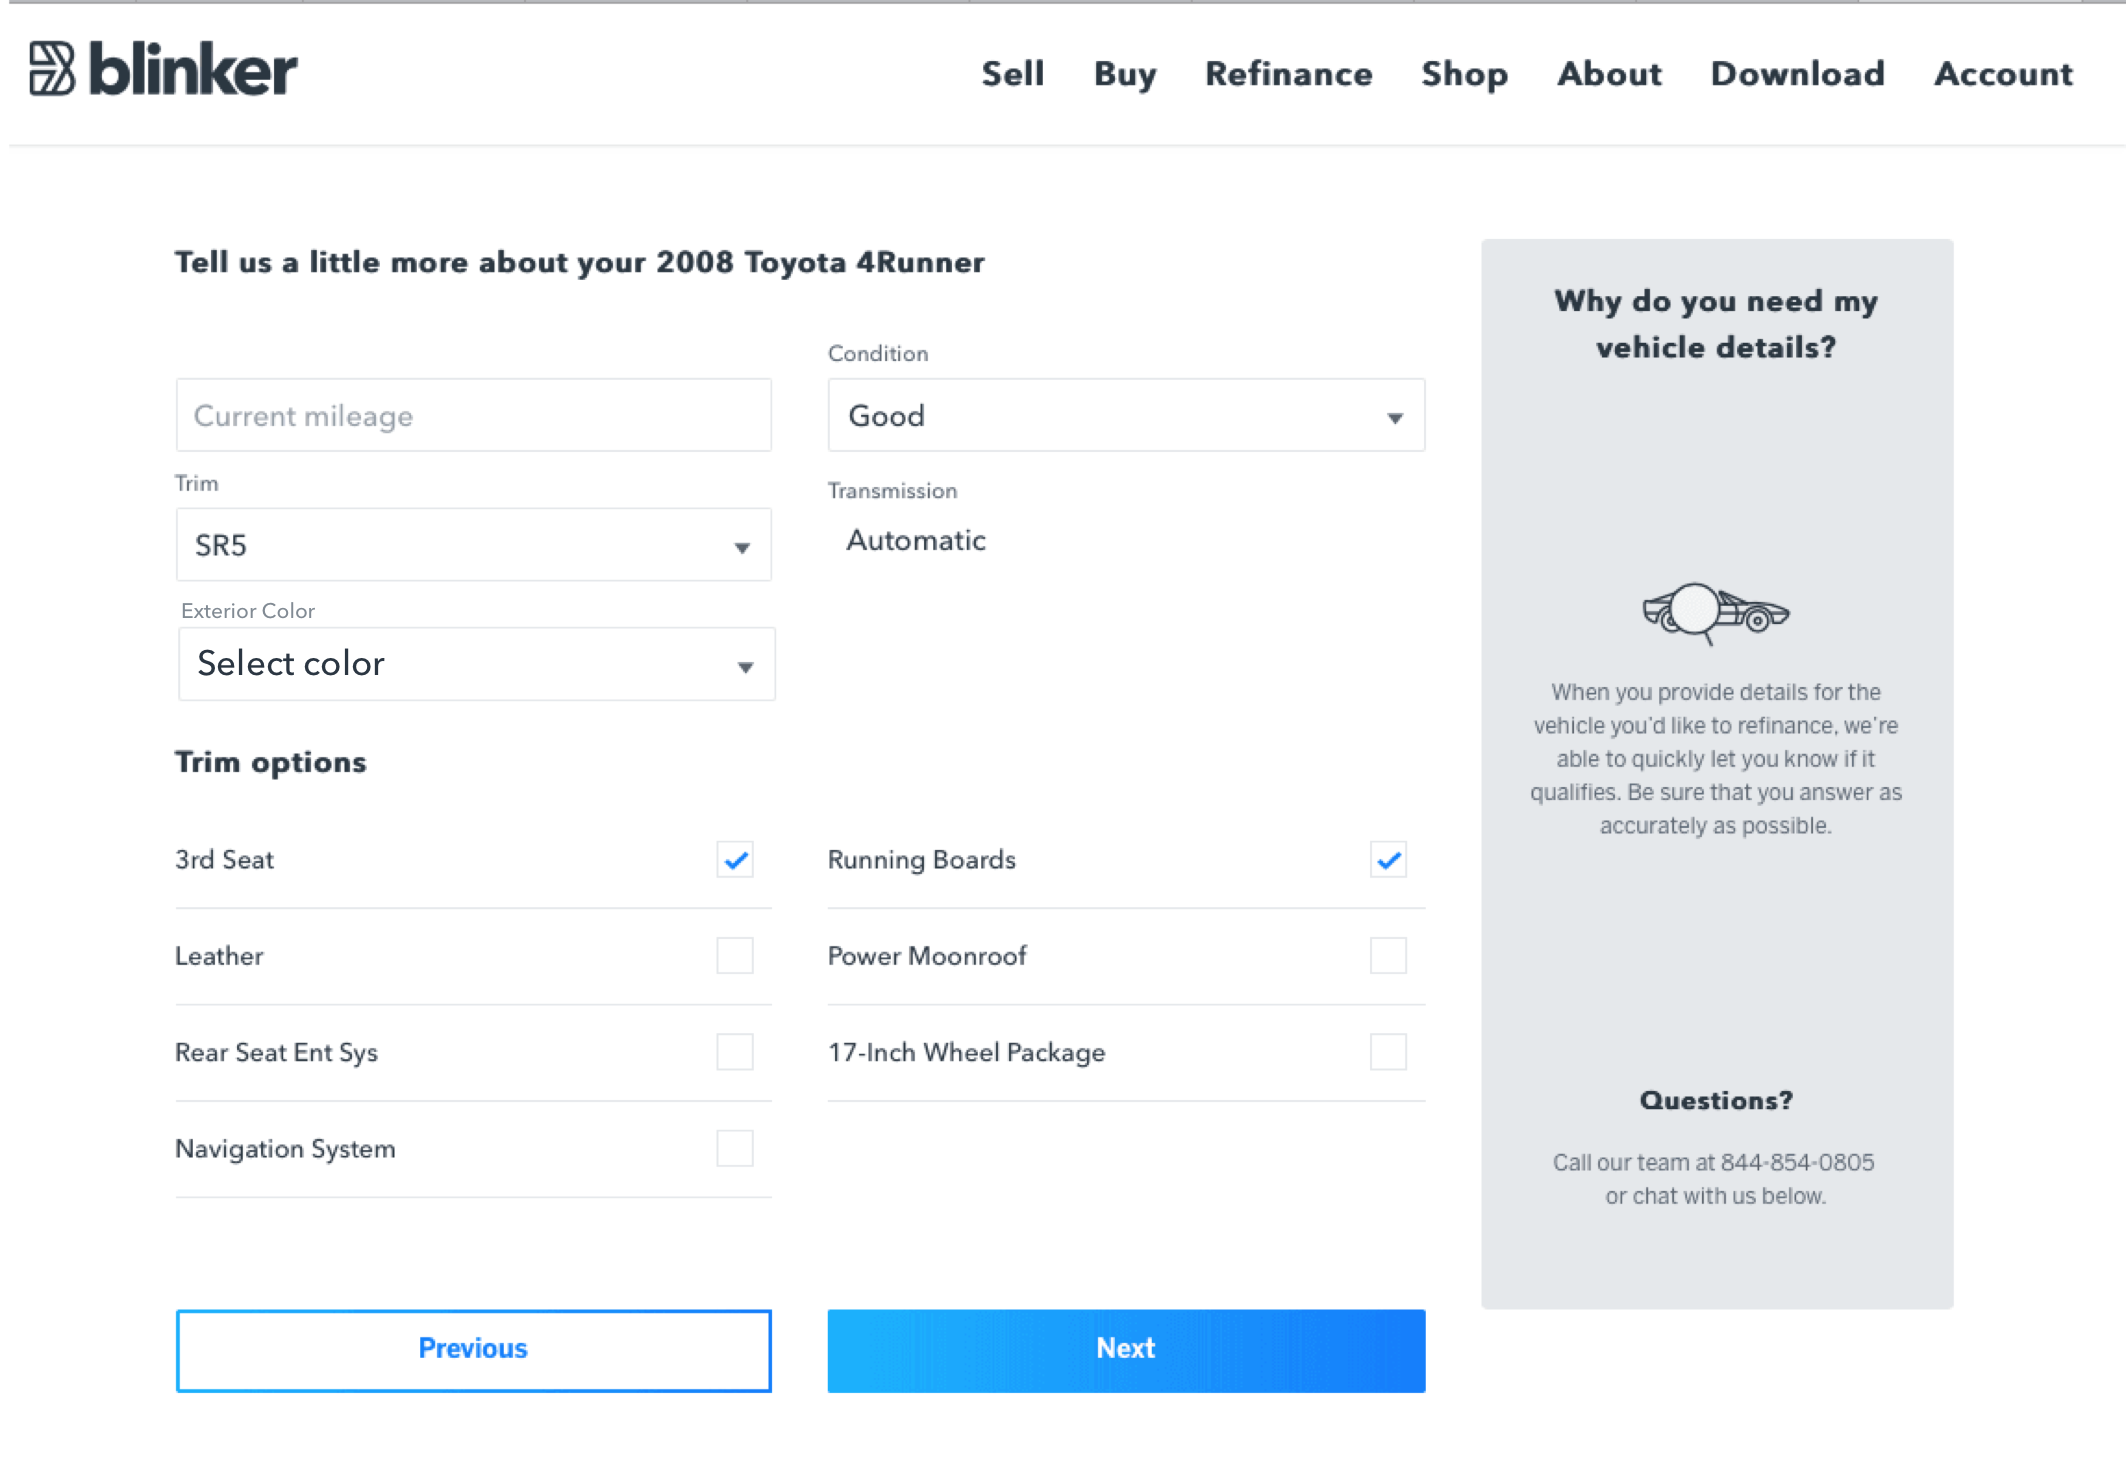 blinker
Sell Buy Refinance Shop About Download Account
Tell us a little more about your 2008 Toyota 4Runner
Current mileage
Condition
Good
Trim
SR5
Transmission
Automatic
Exterior Color
Select color
Trim options
3rd Seat
Running Boards
Leather
Power Moonroof
Rear Seat Ent Sys
17-Inch Wheel Package
Navigation System
Previous
Next
Why do you need my
vehicle details?
When you provide details for the
vehicle you'd like to refinance, we're
able to quickly let you know if it
qualifies. Be sure that you answer as
accurately as possible.
Questions?
Call our team at 844-854-0805
or chat with us below.